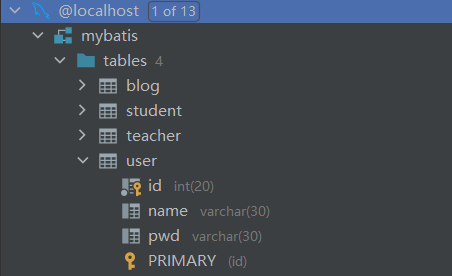 @localhost 1 of 13
mybatis
tables 4
blog
student
teacher
user
id int(20)
name varchar(30)
pwd varchar(30)
PRIMARY (id)